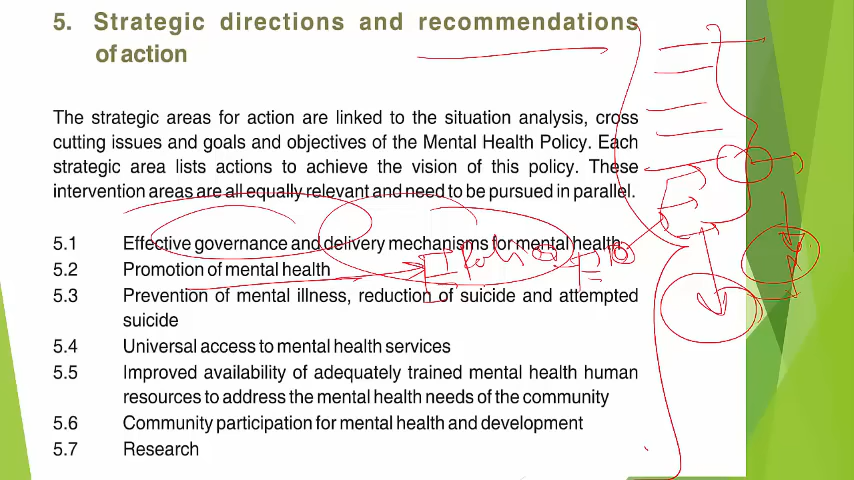 5. Strategic directions and recommendations
of action
The strategic areas for action are linked to the situation analysis, cross
cutting issues and goals and objectives of the Mental Health Policy. Each
strategic area lists actions to achieve the vision of this policy. These
intervention areas are all equally relevant and need to be pursued in parallel.
5.1 Effective governance and delivery mechanisms for mental health
5.2 Promotion of mental health
5.3 Prevention of mental illness, reduction of suicide and attempted
suicide
5.4 Universal access to mental health services
5.5 Improved availability of adequately trained mental health human
resources to address the mental health needs of the community
5.6 Community participation for mental health and development
5.7 Research